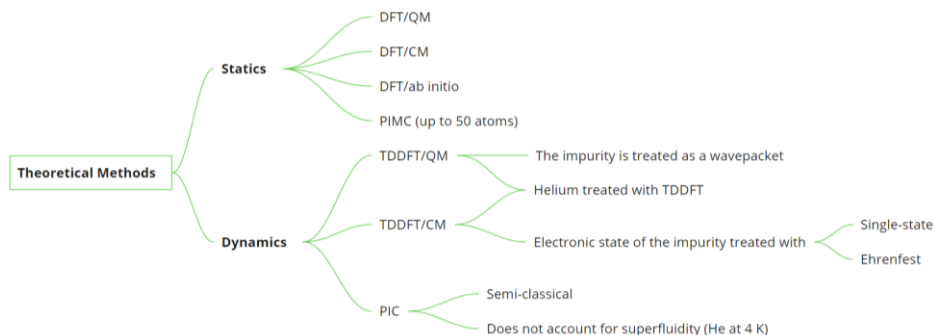 Theoretical Methods
Statics
DFT/QM
DFT/CM
DFT/ab initio
PIMC (up to 50 atoms)
Dynamics
TDDFT/QM
The impurity is treated as a wavepacket
Helium treated with TDDFT
TDDFT/CM
Electronic state of the impurity treated with
Single-state
Ehrenfest
PIC
Semi-classical
Does not account for superfluidity (He at 4 K)